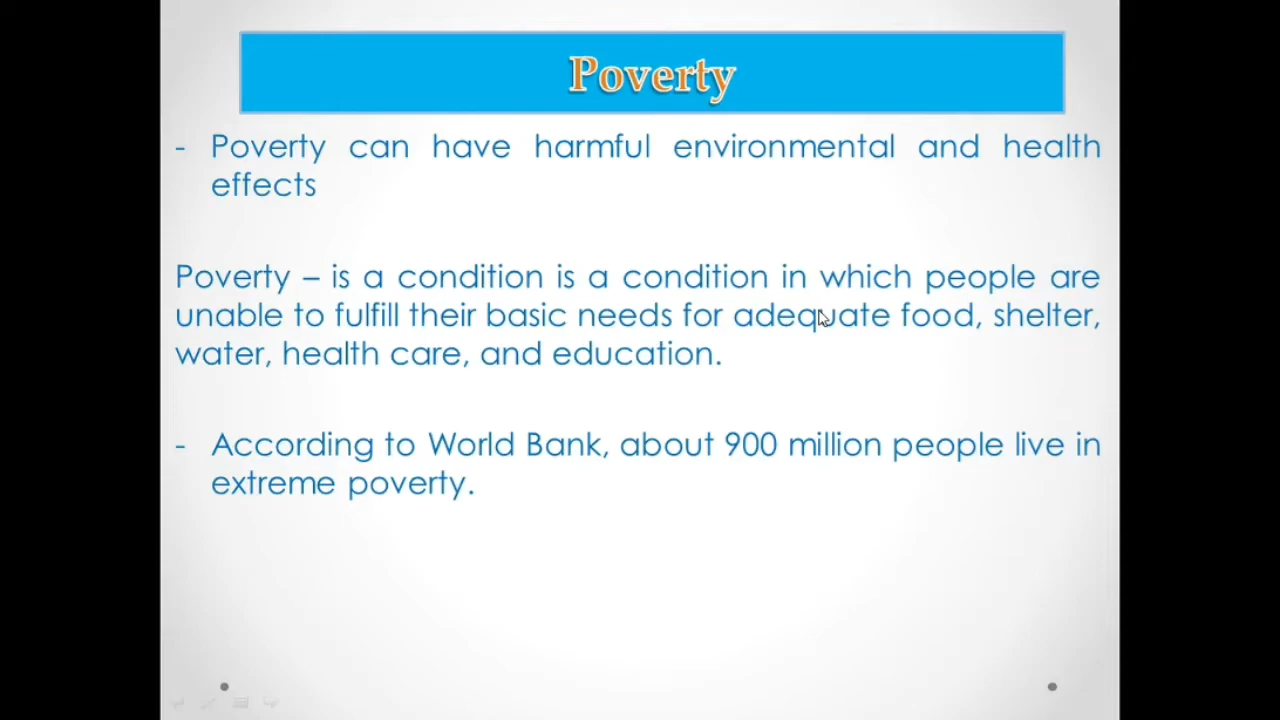 Poverty
- Poverty can have harmful environmental and health
effects
Poverty – is a condition is a condition in which people are
unable to fulfill their basic needs for adequate food, shelter,
water, health care, and education.
- According to World Bank, about 900 million people live in
extreme poverty.